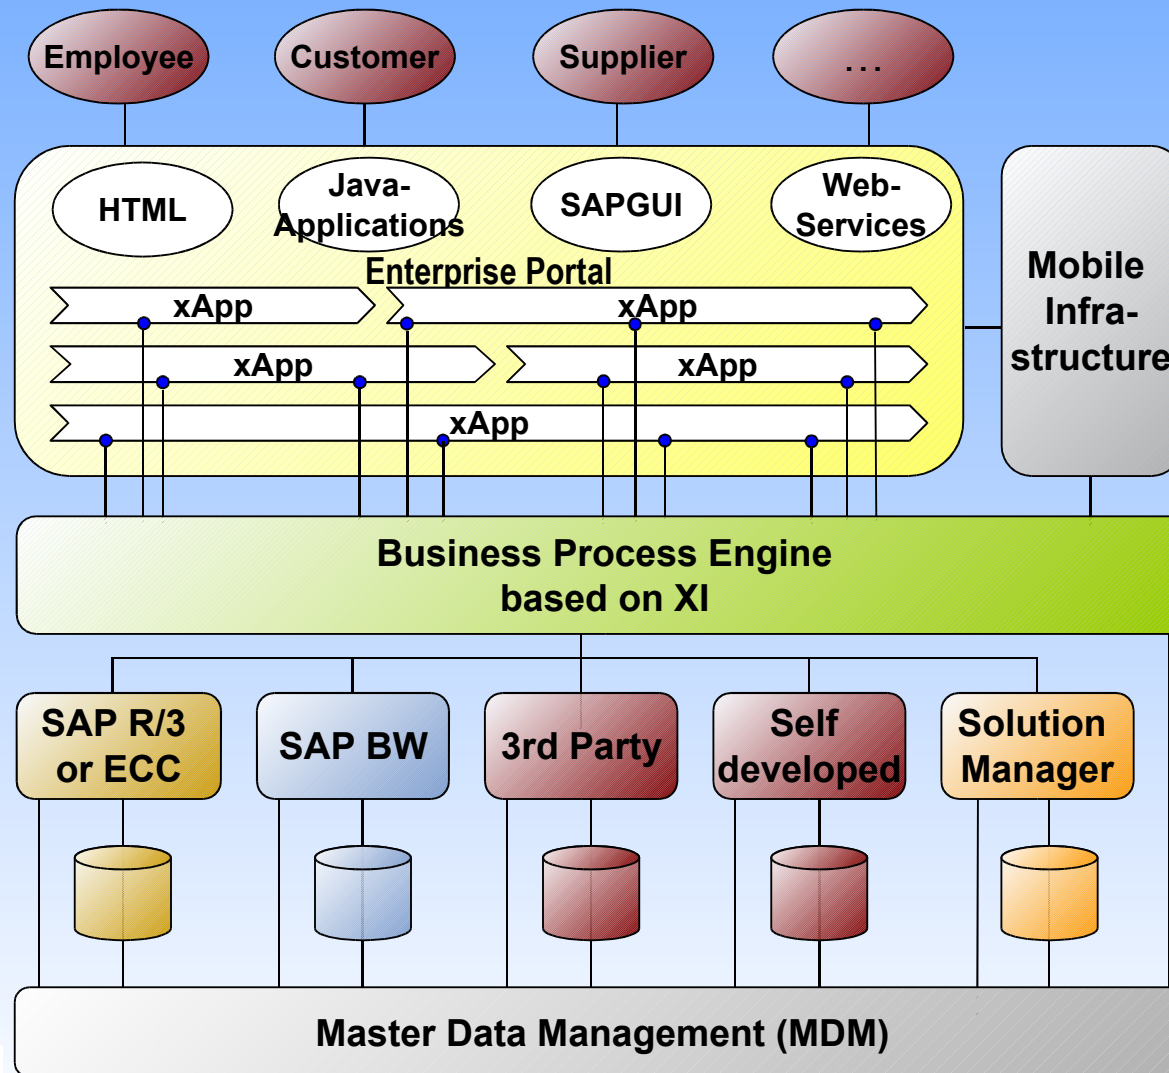 Employee
Customer
Supplier
...
HTML
Java-
Applications
SAPGUI
Web-
Services
Enterprise Portal
xApp
xApp
xApp
xApp
xApp
Mobile
Infra-
structure
Business Process Engine
based on XI
SAP R/3
or ECC
SAP BW
3rd Party
Self
developed
Solution
Manager
Master Data Management (MDM)